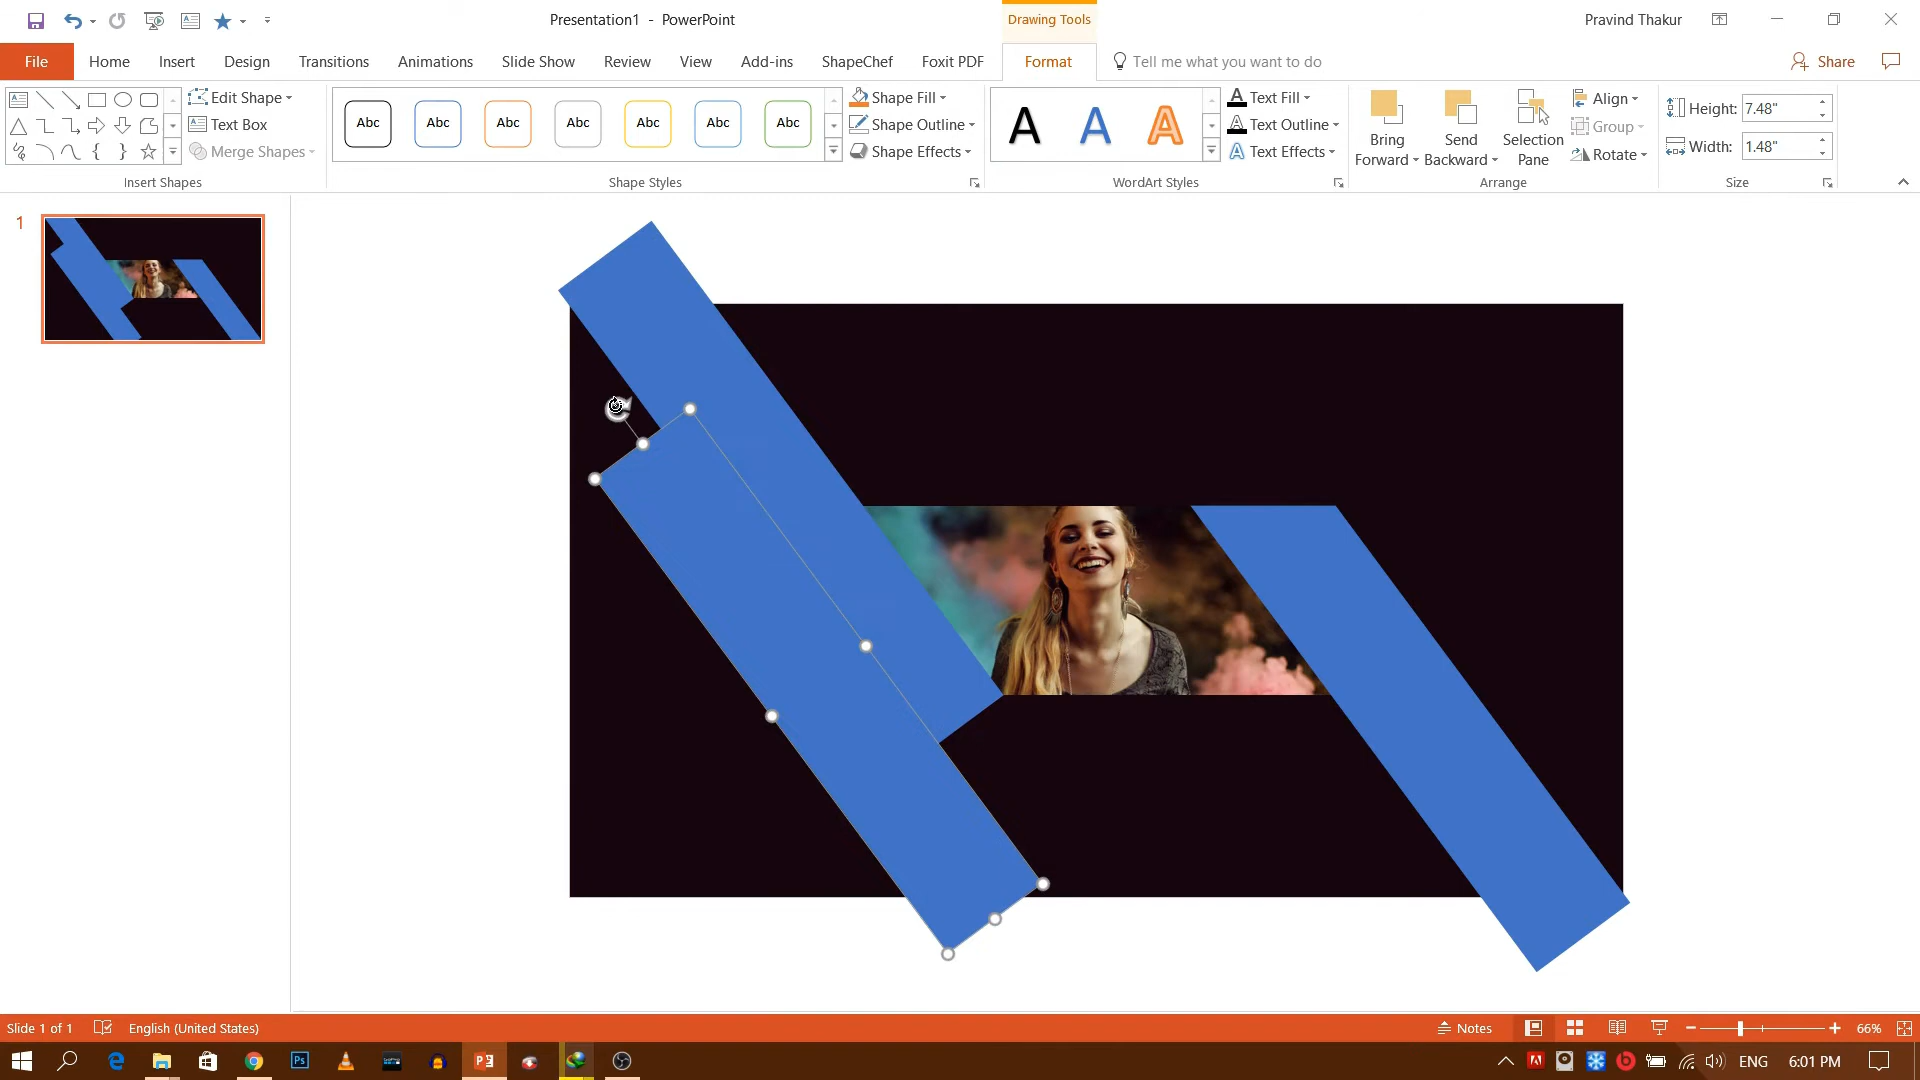 Presentation1 - PowerPoint
Drawing Tools
Pravind Thakur
File
Home
Insert
Design
Transitions
Animations
Slide Show
Review
View
Add-ins
ShapeChef
Foxit PDF
Format
Tell me what you want to do
Share
Edit Shape
Text Box
Merge Shapes
Insert Shapes
Abc
Abc
Abc
Abc
Abc
Abc
Abc
Shape Fill
Shape Outline
Shape Effects
Shape Styles
A
A
A
Text Fill
Text Outline
Text Effects
WordArt Styles
Bring
Forward
Send
Backward
Selection
Pane
Align
Group
Rotate
Arrange
Height:
7.48"
Width:
1.48"
Size
1
Slide 1 of 1
English (United States)
Notes
66%
ENG
6:01 PM